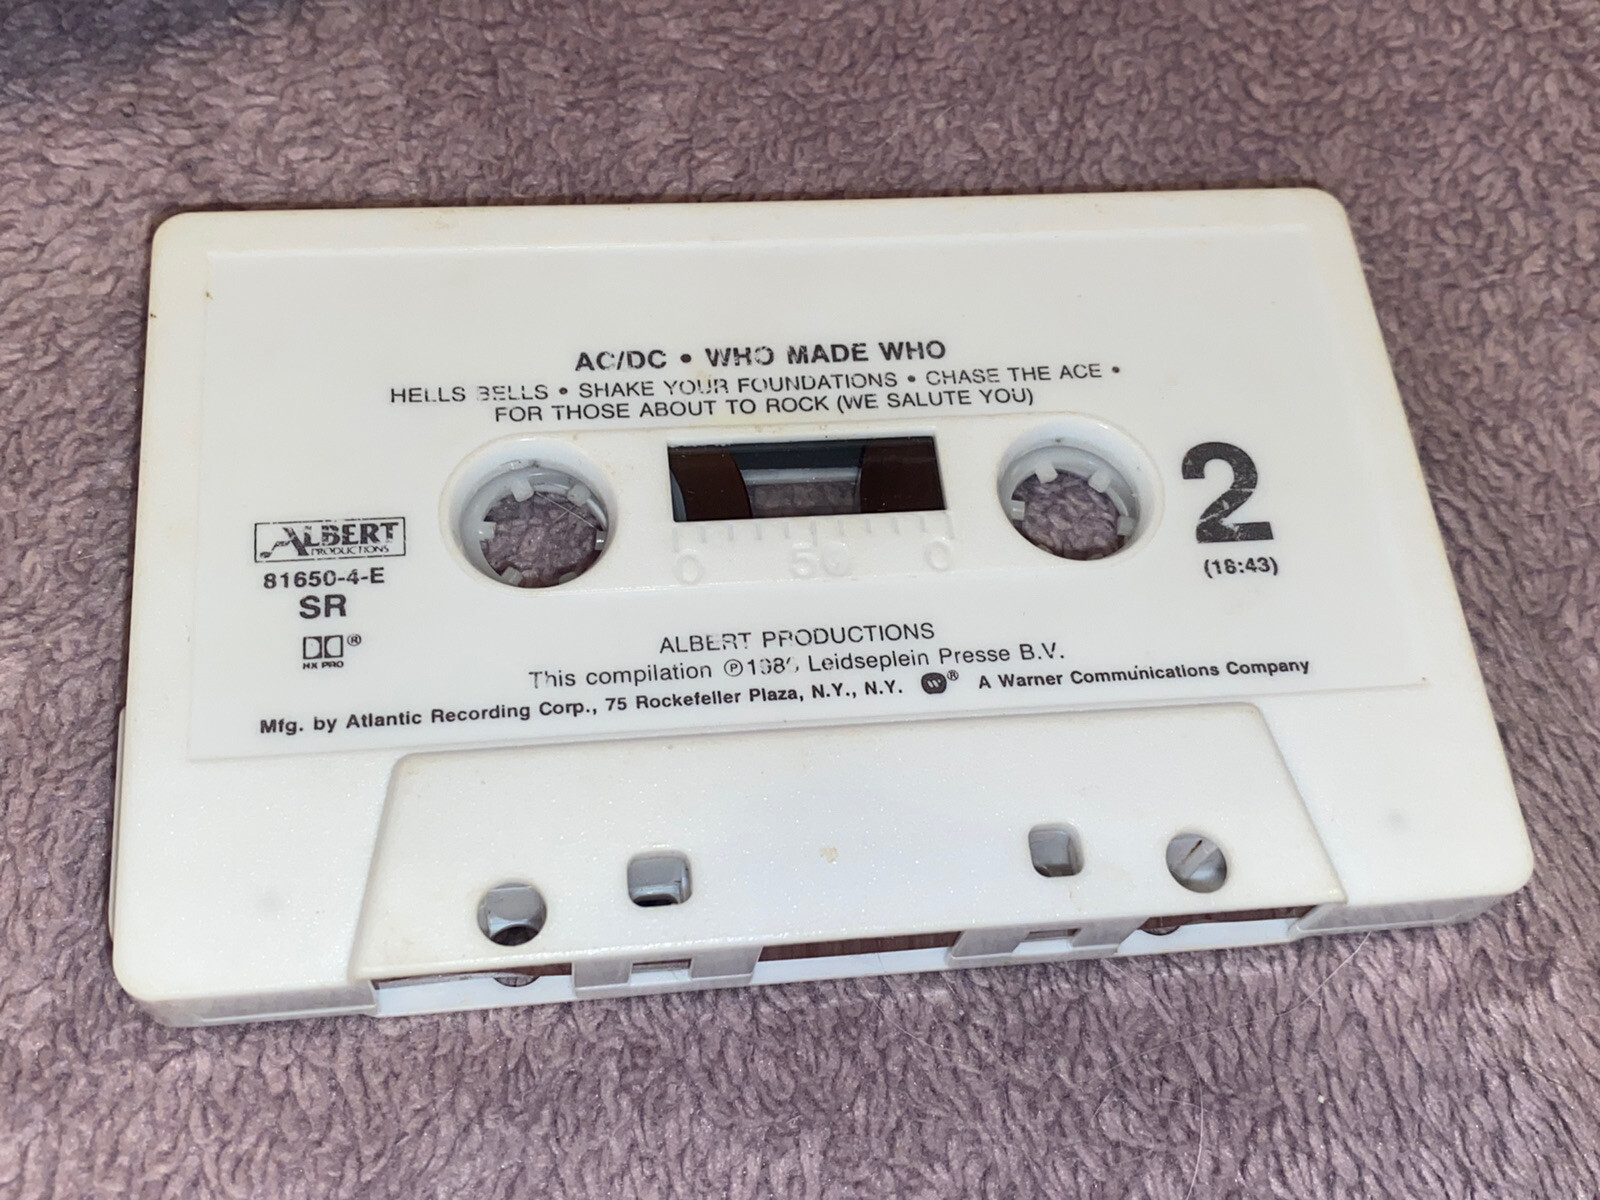 AC/DC • WHO MADE WHO
HELLS BELLS • SHAKE YOUR FOUNDATIONS • CHASE THE ACE •
FOR THOSE ABOUT TO ROCK (WE SALUTE YOU)
ALBERT
PRODUCTIONS
81650-4-E
SR
®
HX PRO
2
(16:43)
0 50 0
ALBERT PRODUCTIONS
This compilation ℗1986 Leidseplein Presse B.V.
Mfg. by Atlantic Recording Corp., 75 Rockefeller Plaza, N.Y., N.Y. W® A Warner Communications Company